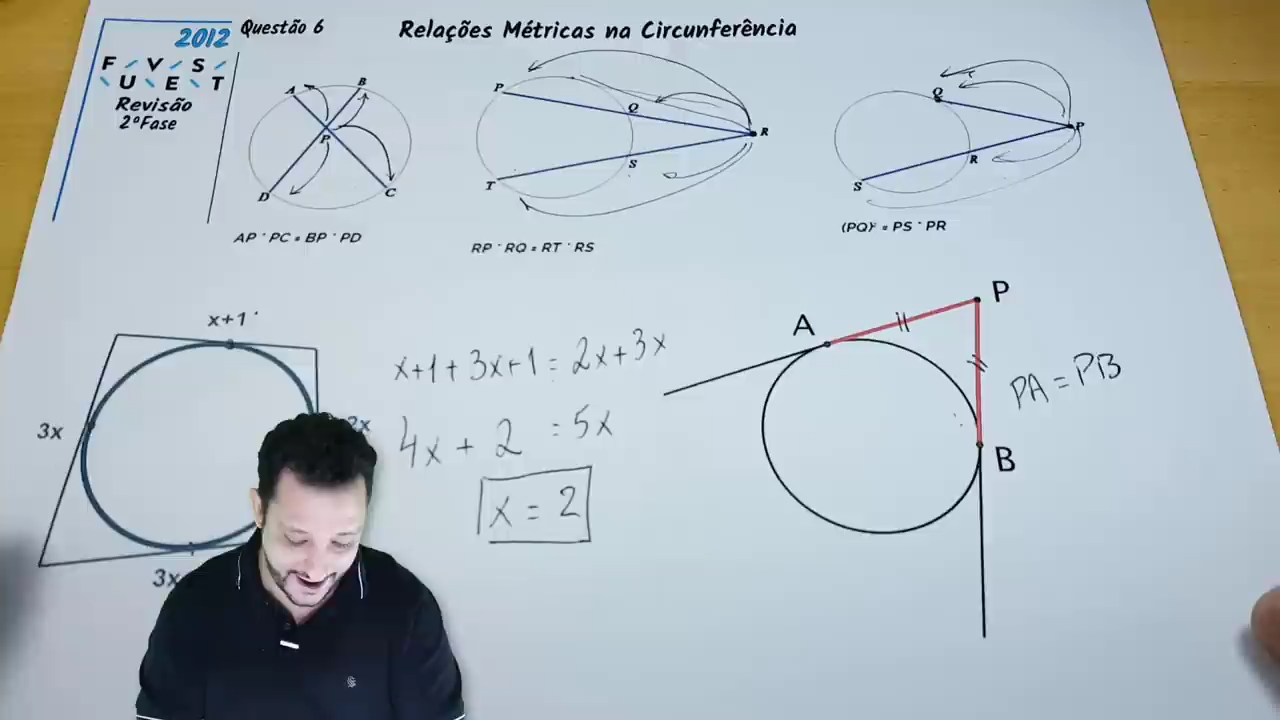 2012
Questão 6
Relações Métricas na Circunferência
F V S
U E T
Revisão
2ªFase
A B
P
D C
AP · PC = BP · PD
P Q R
T S
RP · RQ = RT · RS
Q P
S R
(PQ)² = PS · PR
x+1
3x
2x
3x
x+1+3x+1=2x+3x
4x+2=5x
x=2
A P
B
PA=PB